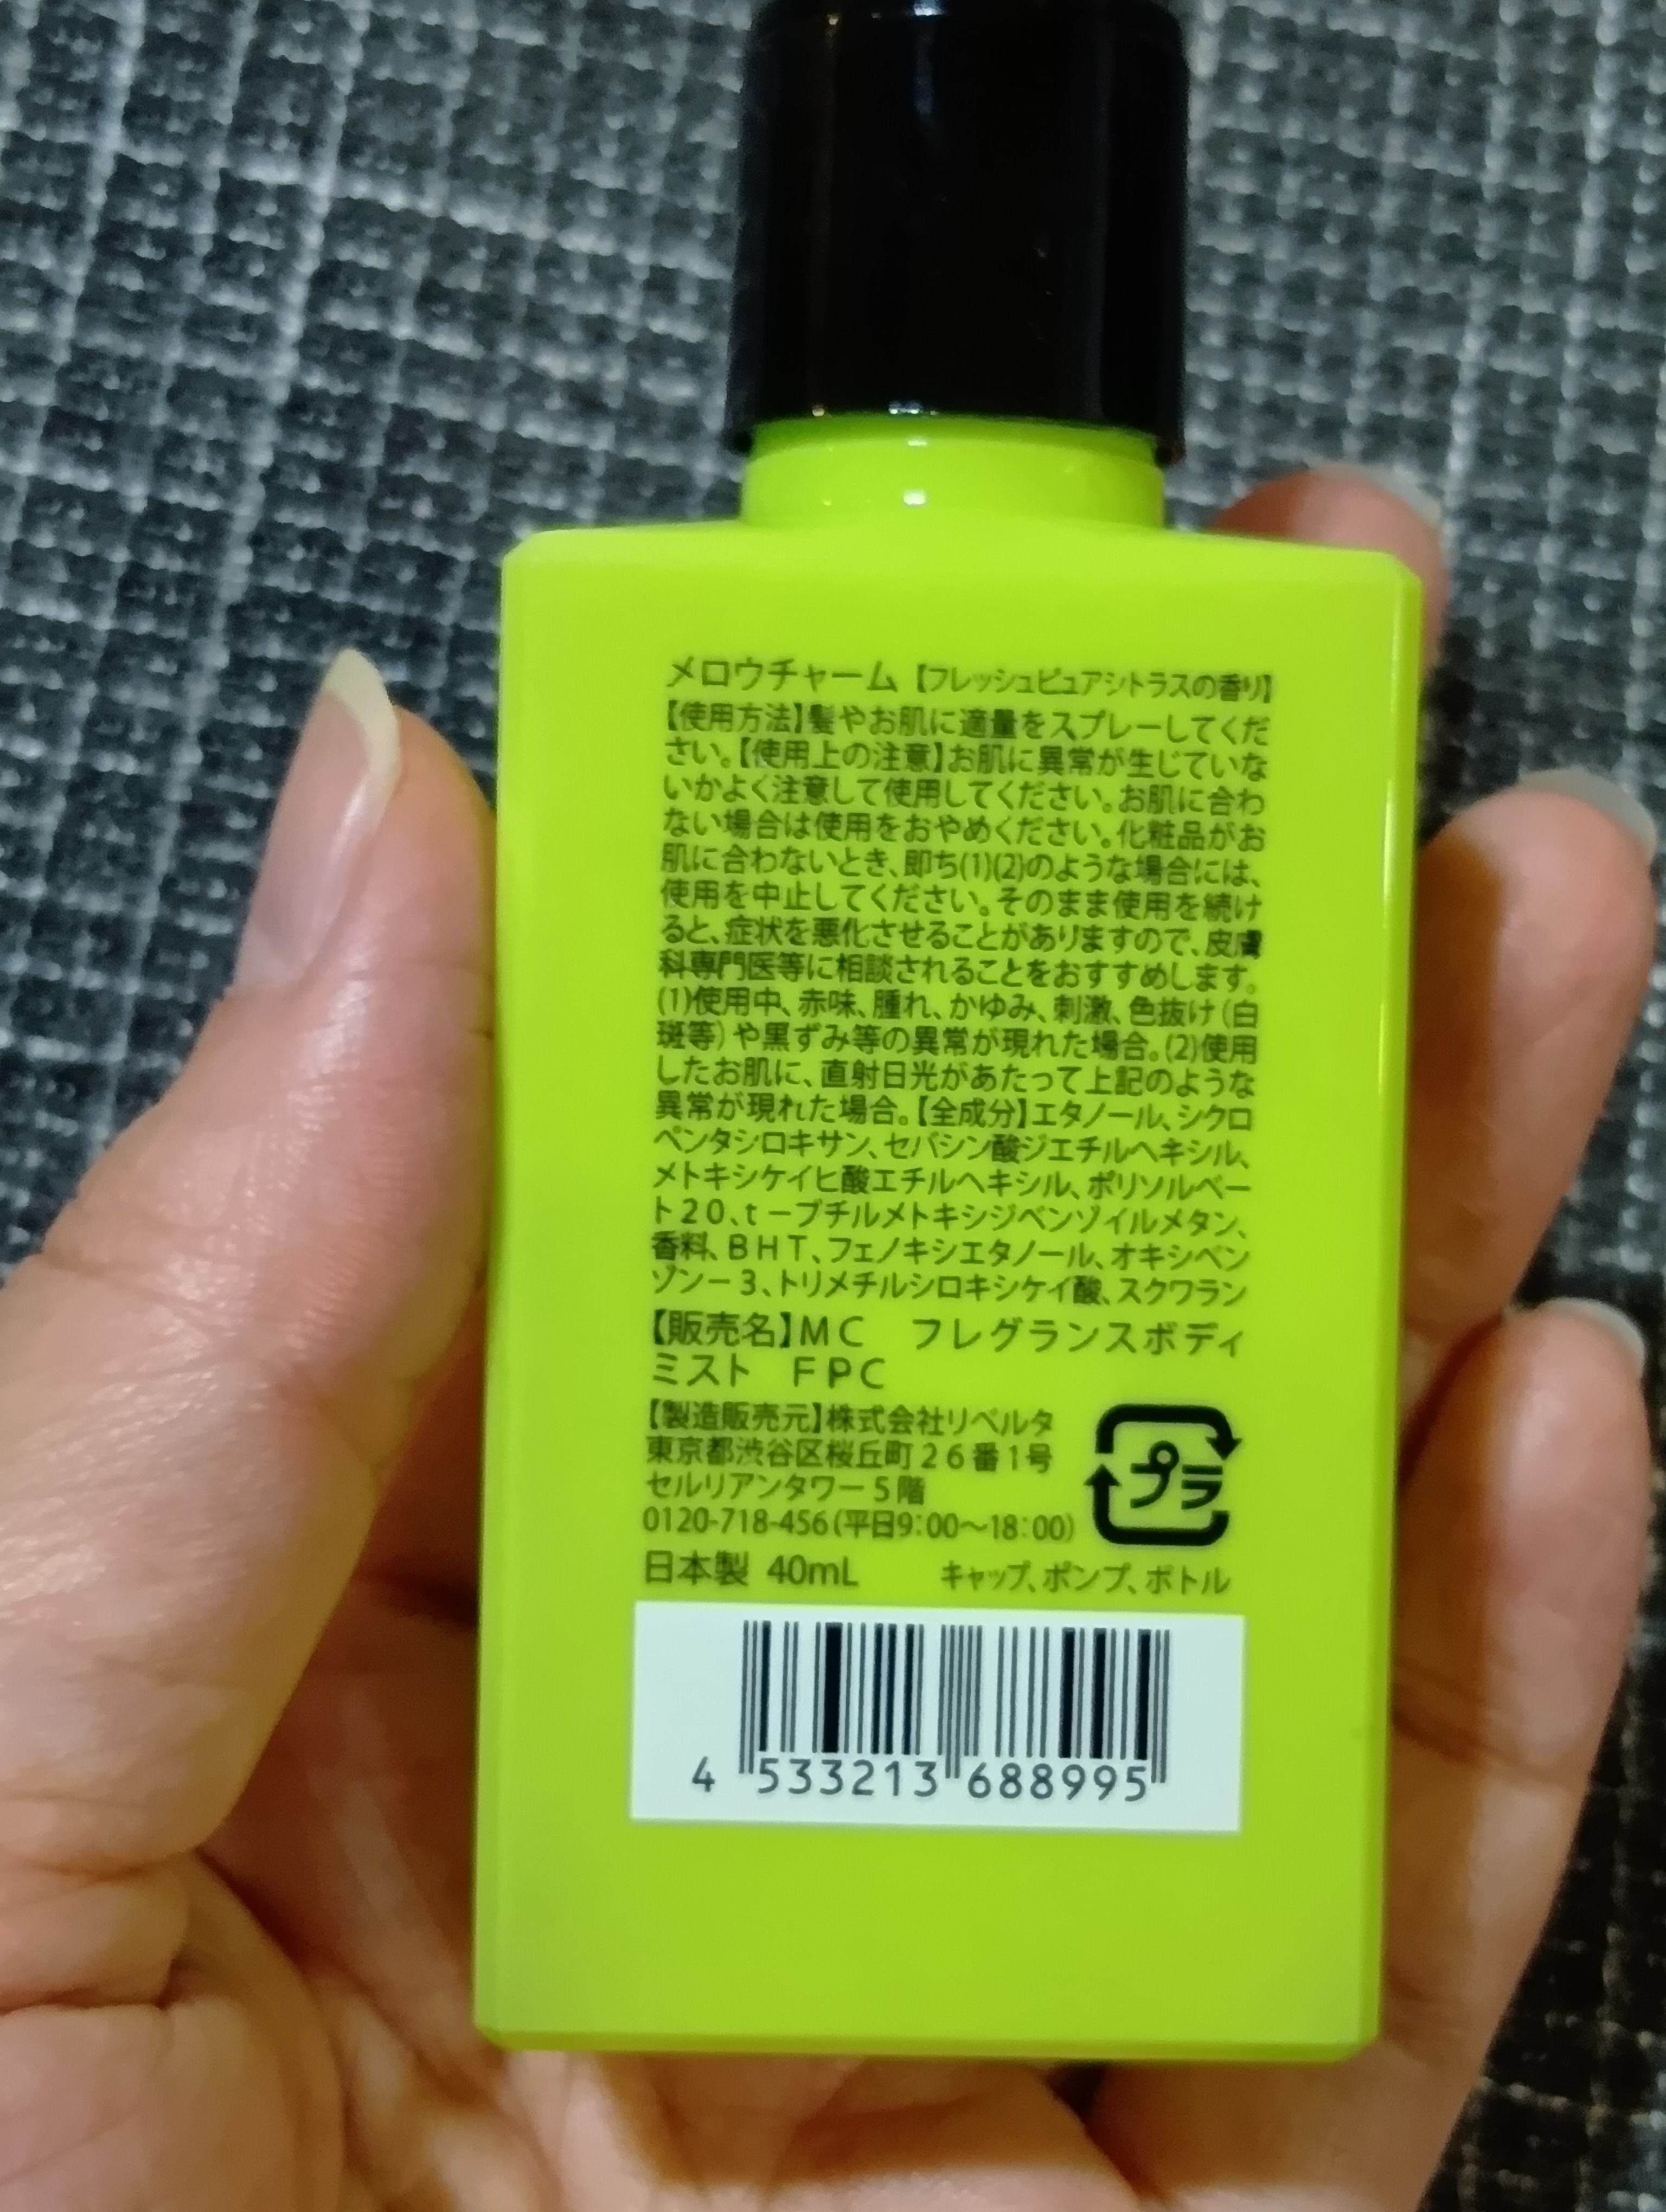 メロウチャーム【フレッシュピュアシトラスの香り】
【使用方法】髪やお肌に適量をスプレーしてくだ
さい。【使用上の注意】お肌に異常が生じていな
いかよく注意して使用してください。お肌に合わ
ない場合は使用をおやめください。化粧品がお
肌に合わないとき、即ち(1)(2)のような場合には、
使用を中止してください。そのまま使用を続け
ると、症状を悪化させることがありますので、皮膚
科専門医等に相談されることをおすすめします。
(1)使用中、赤味、腫れ、かゆみ、刺激、色抜け(白
斑等)や黒ずみ等の異常が現れた場合。(2)使用
したお肌に、直射日光があたって上記のような
異常が現れた場合。【全成分】エタノール、シクロ
ペンタシロキサン、セバシン酸ジエチルヘキシル、
メトキシケイヒ酸エチルヘキシル、ポリソルベー
ト20、t－ブチルメトキシジベンゾイルメタン、
香料、BHT、フェノキシエタノール、オキシベン
ゾン－3、トリメチルシロキシケイ酸、スクワラン
【販売名】MC　フレグランスボディ
ミスト　FPC
【製造販売元】株式会社リベルタ
東京都渋谷区桜丘町26番1号
セルリアンタワー5階
0120-718-456(平日9:00～18:00)
プラ
日本製 40mL　キャップ、ポンプ、ボトル
4 533213 688995